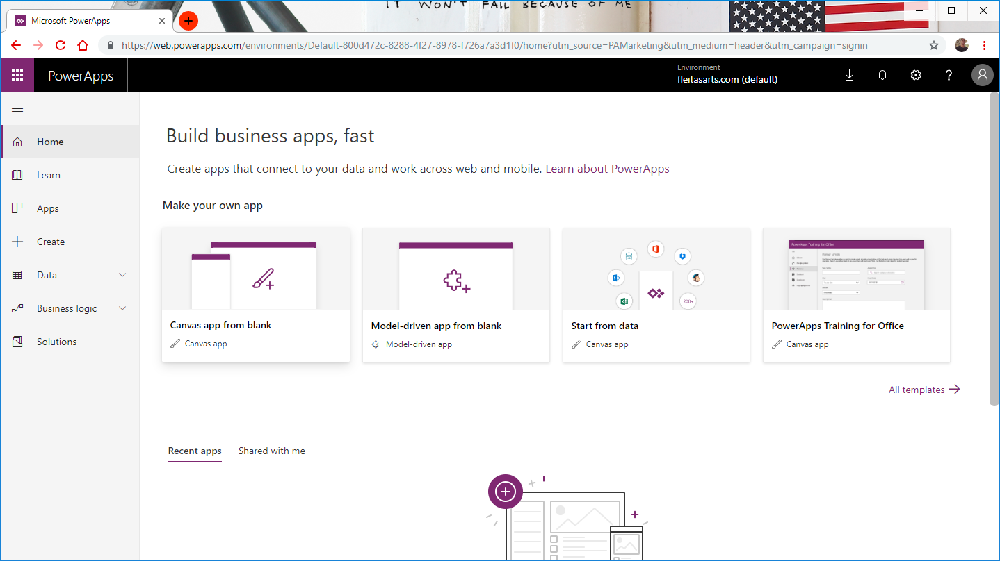 IT WON'T FAIL BECAUSE OF ME
Microsoft PowerApps
https://web.powerapps.com/environments/Default-800d472c-8288-4f27-8978-f726a7a3d1f0/home?utm_source=PAMarketing&utm_medium=header&utm_campaign=signin
PowerApps
Environment
fleitasarts.com (default)
Home
Learn
Apps
Create
Data
Business logic
Solutions
Build business apps, fast
Create apps that connect to your data and work across web and mobile. Learn about PowerApps
Make your own app
200+
PowerApps Training for Office
Canvas app from blank
Canvas app
Model-driven app from blank
Model-driven app
Start from data
Canvas app
PowerApps Training for Office
Canvas app
All templates
Recent apps
Shared with me